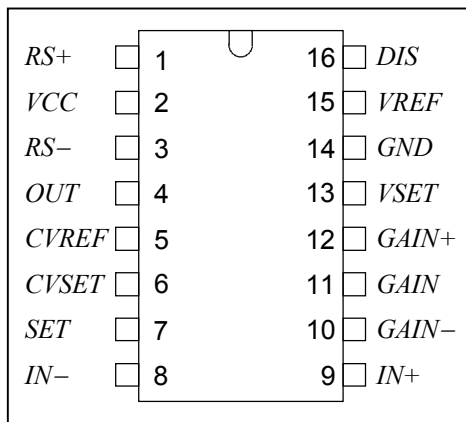 RS+ 1 16 DIS
VCC 2 15 VREF
RS− 3 14 GND
OUT 4 13 VSET
CVREF 5 12 GAIN+
CVSET 6 11 GAIN
SET 7 10 GAIN−
IN− 8 9 IN+